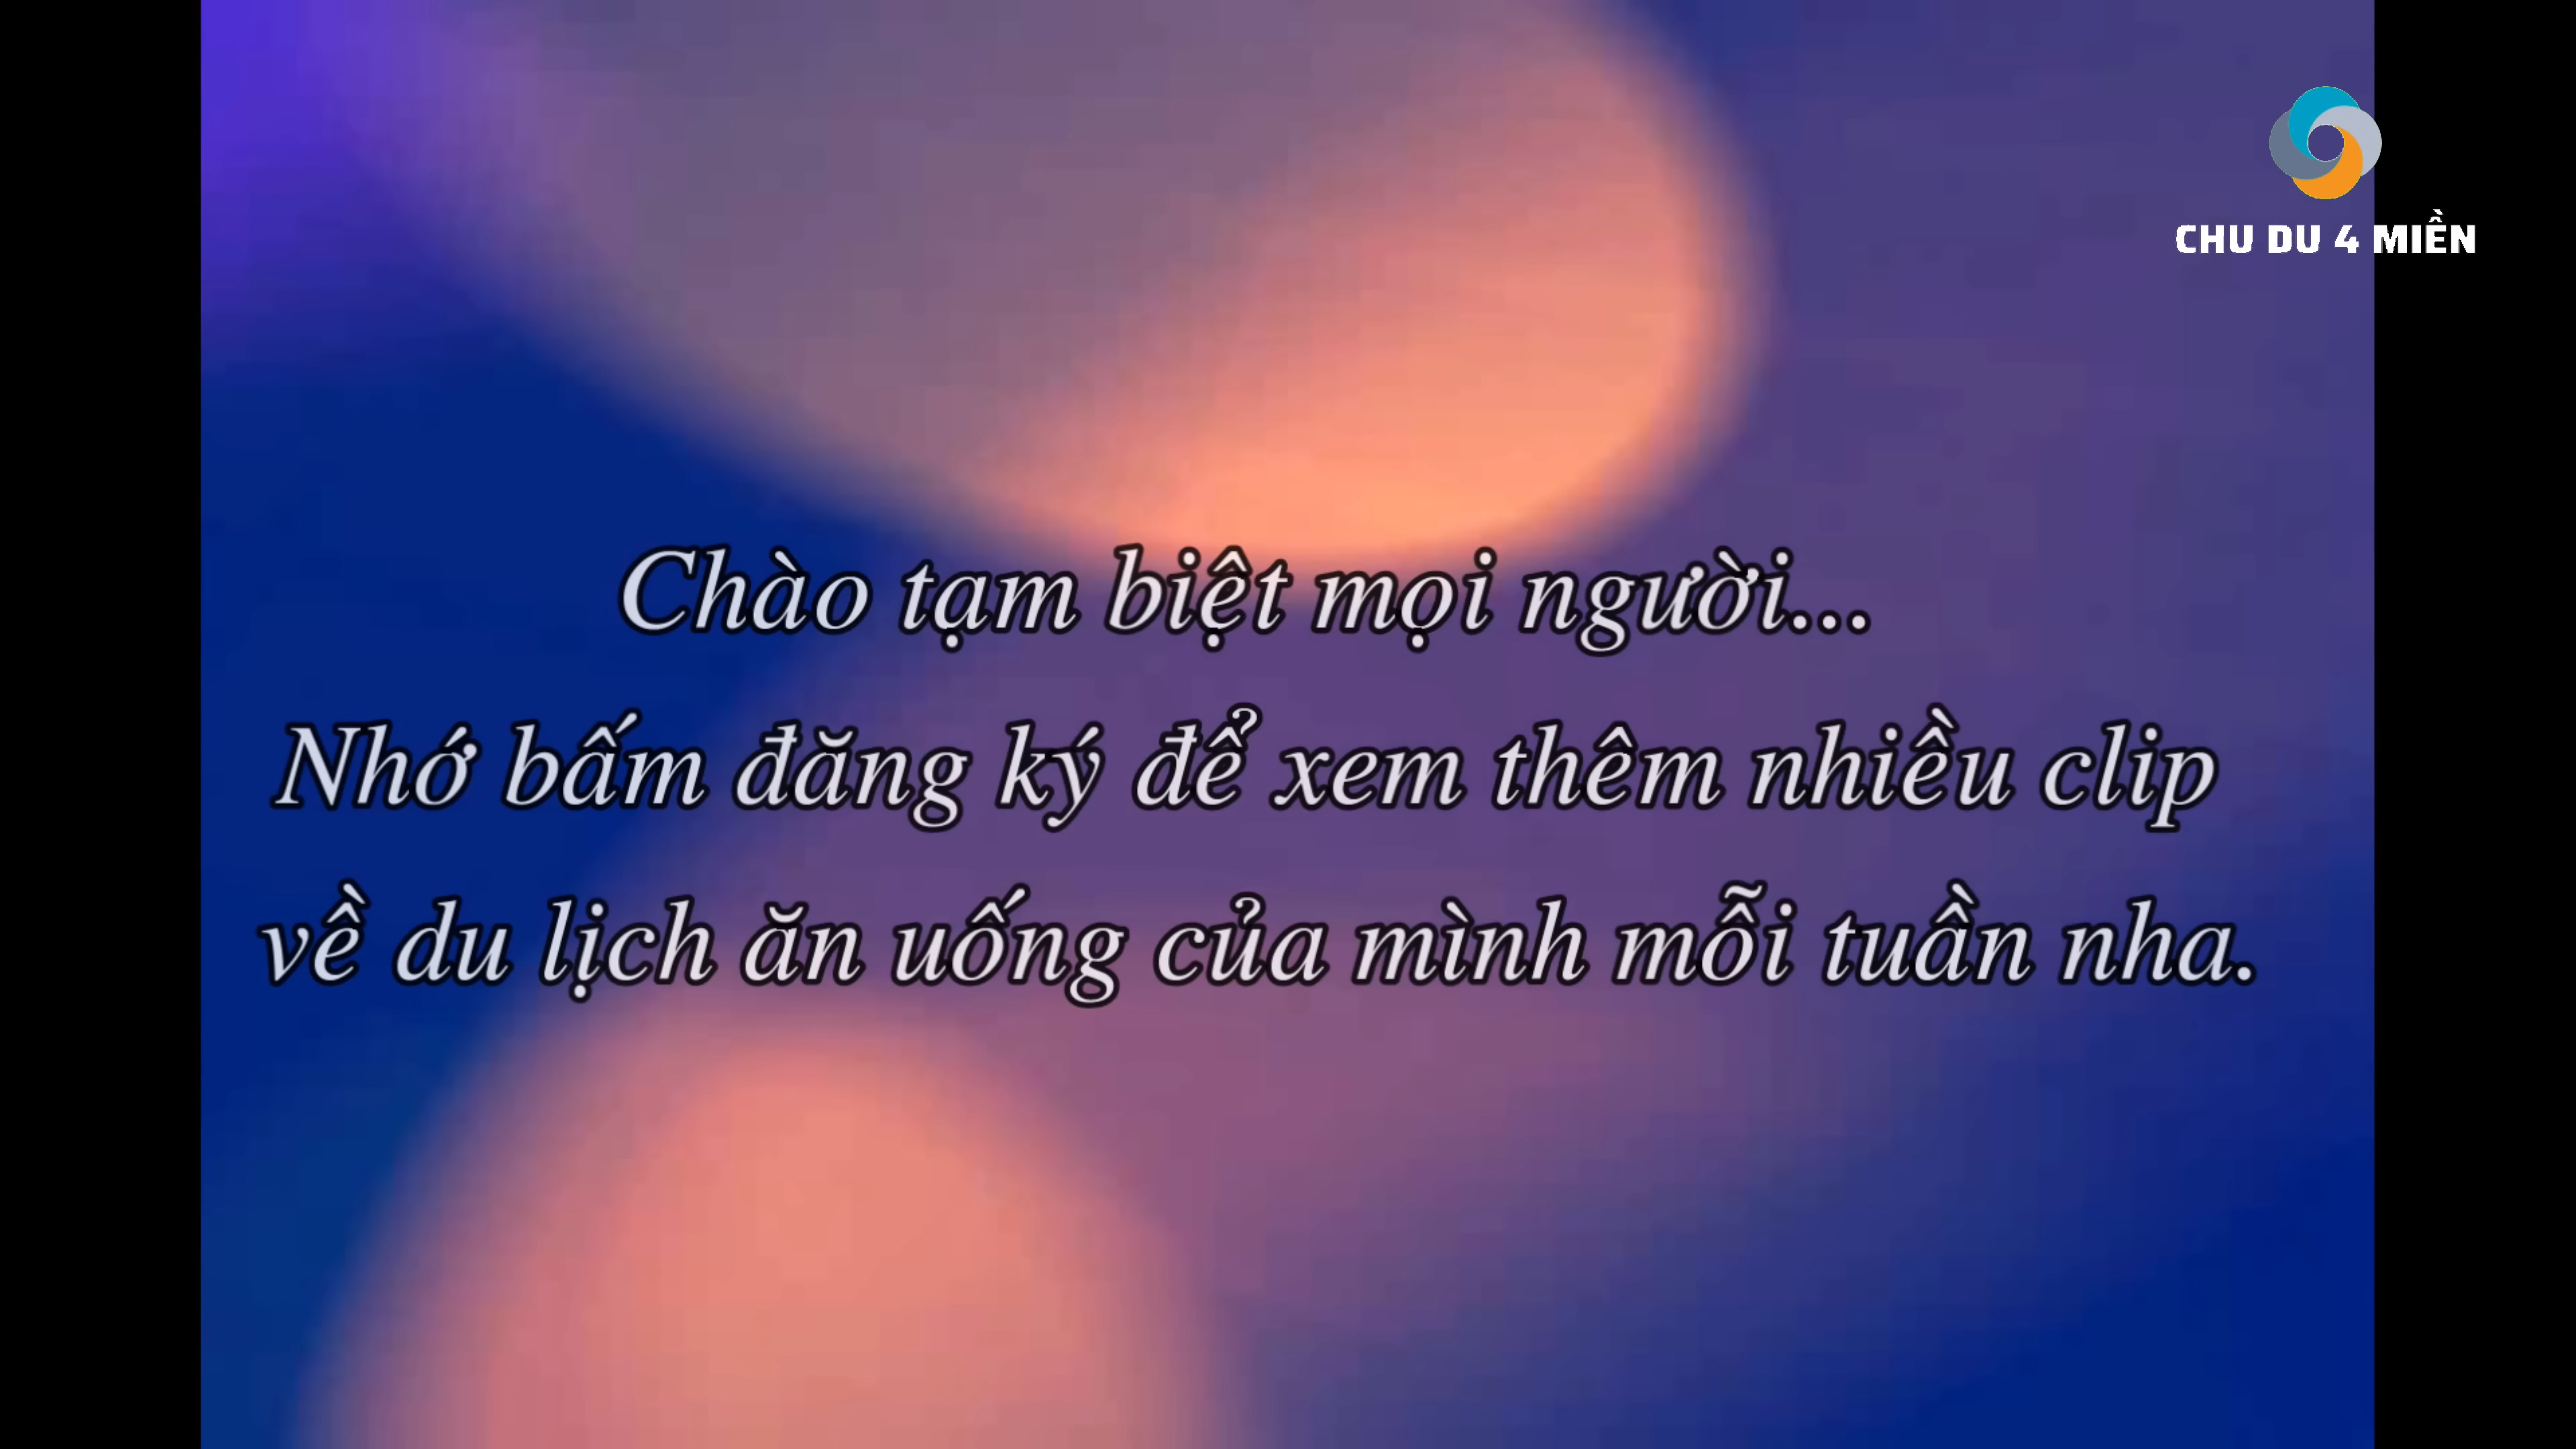 CHU DU 4 MIỀN
Chào tạm biệt mọi người...
Nhớ bấm đăng ký để xem thêm nhiều clip
về du lịch ăn uống của mình mỗi tuần nha.